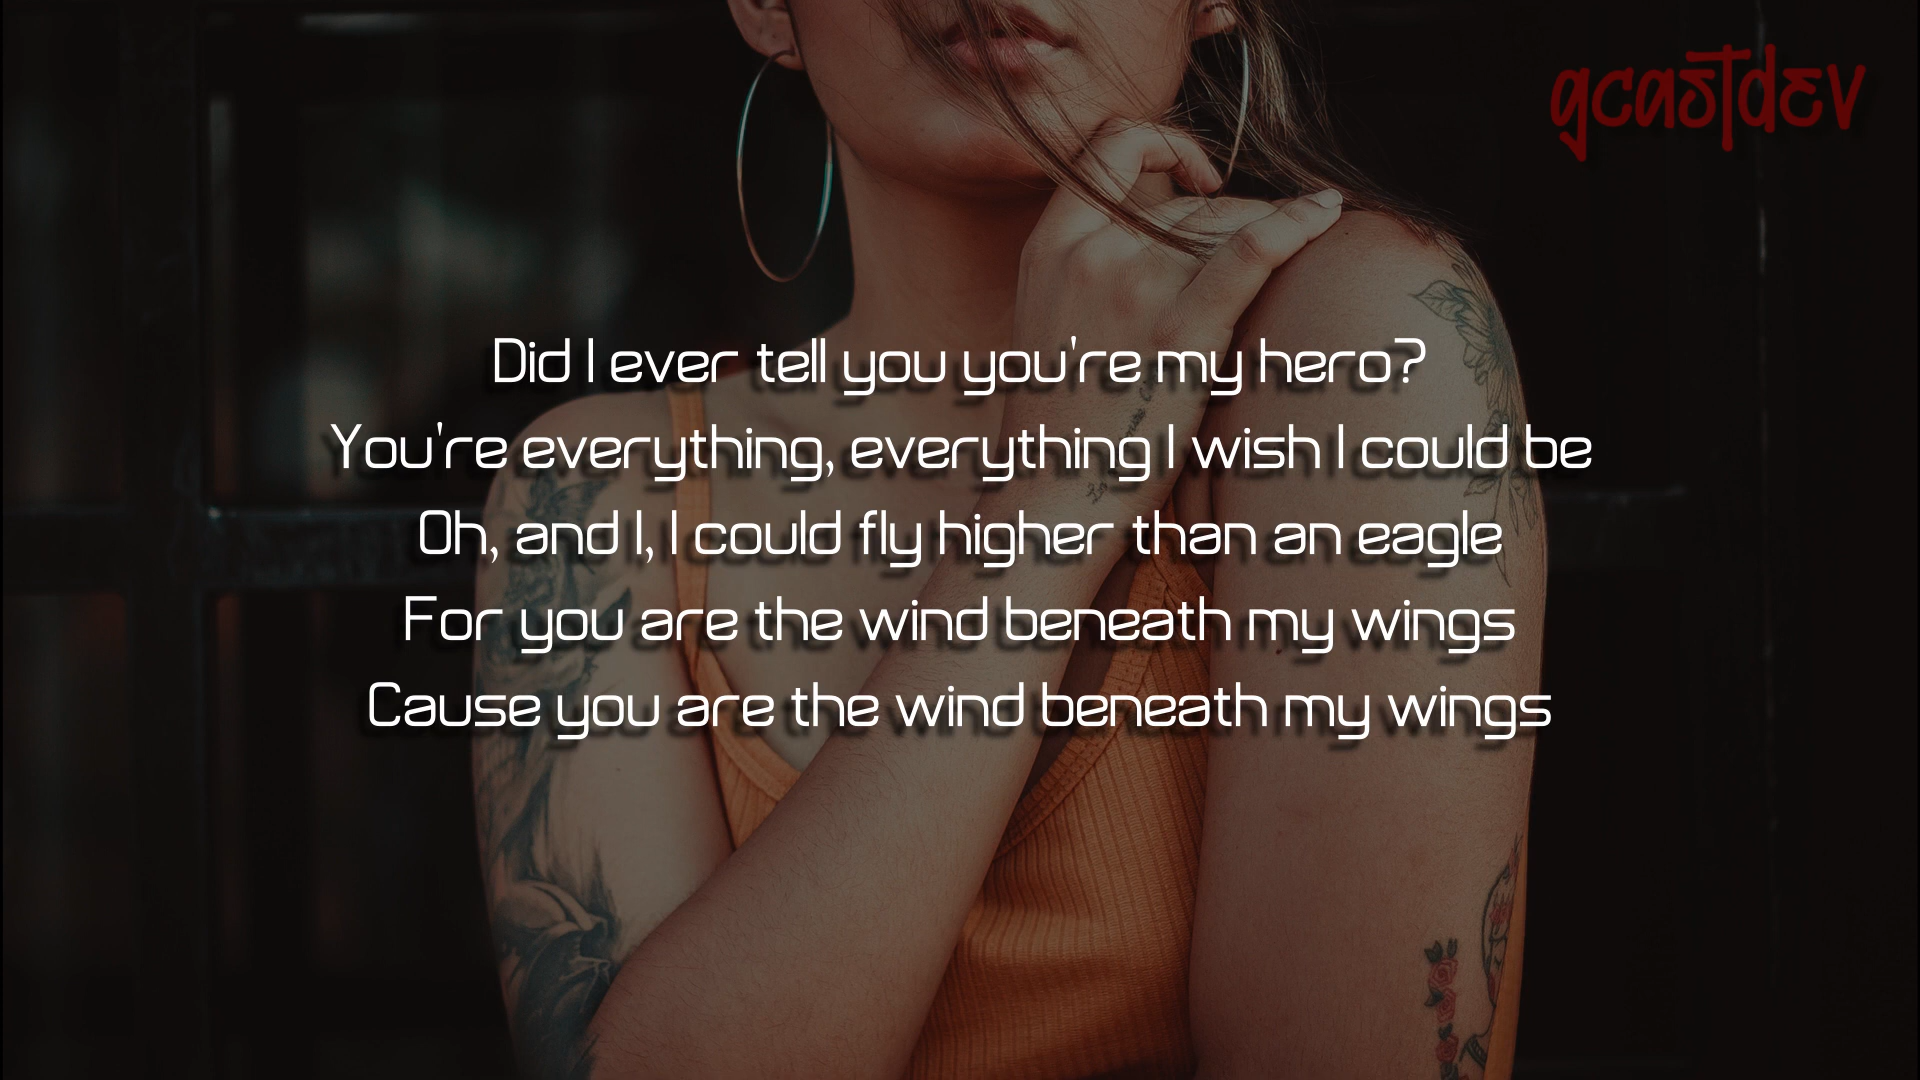 gcastdev
Did I ever tell you you're my hero?
You're everything, everything I wish I could be
Oh, and I, I could fly higher than an eagle
For you are the wind beneath my wings
Cause you are the wind beneath my wings